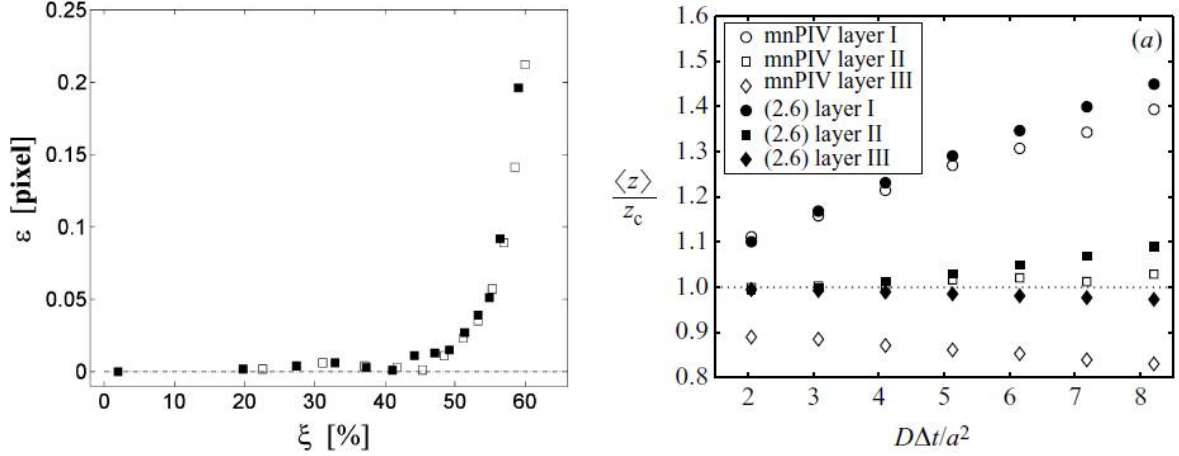 0.25
0.2
0.15
0.1
0.05
0
ε [pixel]
0 10 20 30 40 50 60
ξ [%]
1.6
1.5
1.4
1.3
1.2
1.1
1.0
0.9
0.8
⟨z⟩
z_c
(a)
mnPIV layer I
mnPIV layer II
mnPIV layer III
(2.6) layer I
(2.6) layer II
(2.6) layer III
2 3 4 5 6 7 8
DΔt/a²